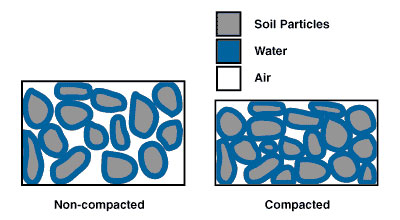 Soil Particles
Water
Air
Non-compacted
Compacted